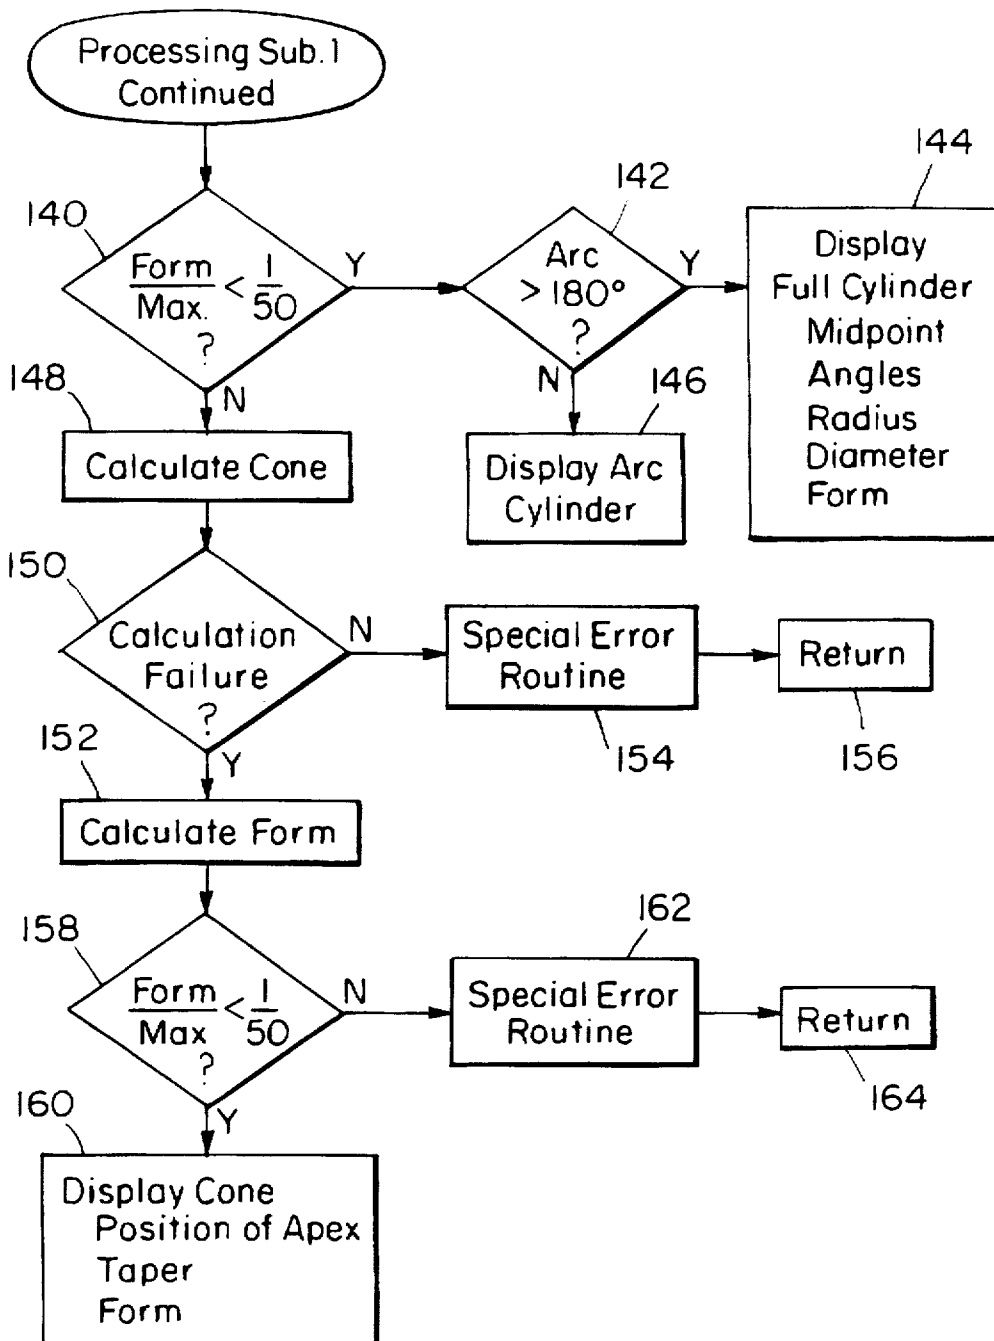 Processing Sub.1
Continued
140
Form
Max.
< 1
50
?
Y
N
142
Arc
> 180°
?
Y
N
144
Display
Full Cylinder
Midpoint
Angles
Radius
Diameter
Form
146
Display Arc
Cylinder
148
Calculate Cone
150
Calculation
Failure
?
N
Y
Special Error
Routine
154
Return
156
152
Calculate Form
158
Form
Max
< 1
50
?
N
Y
162
Special Error
Routine
Return
164
160
Display Cone
Position of Apex
Taper
Form